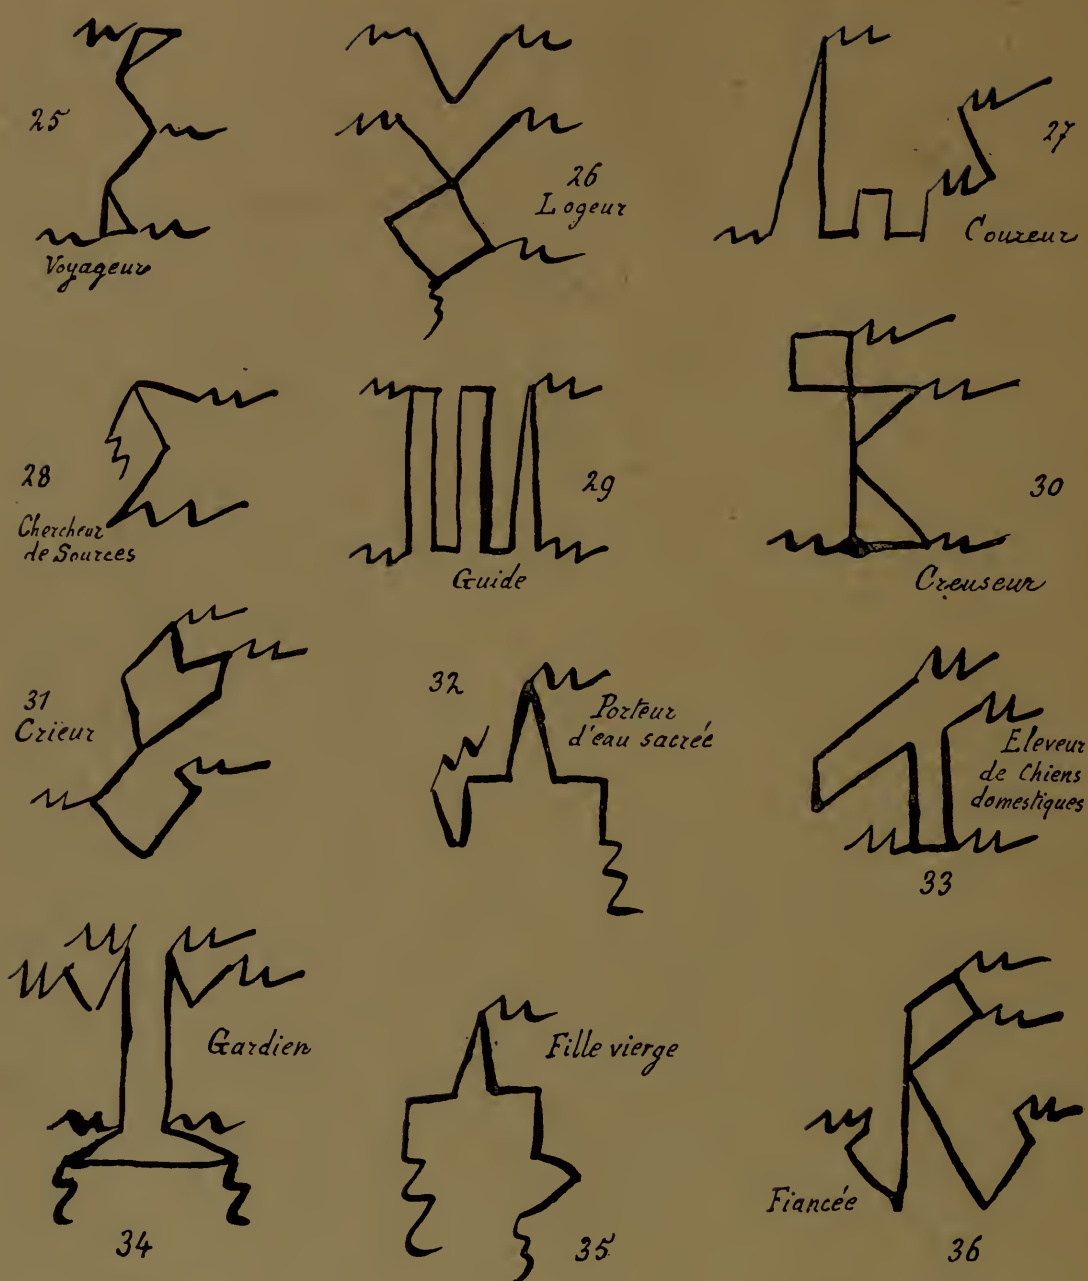 25
Voyageur
26
Logeur
27
Coureur
28
Chercheur
de Sources
29
Guide
30
Creuseur
31
Crieur
32
Porteur
d'eau sacrée
Eleveur
de Chiens
domestiques
33
Gardien
34
Fille vierge
35
Fiancée
36